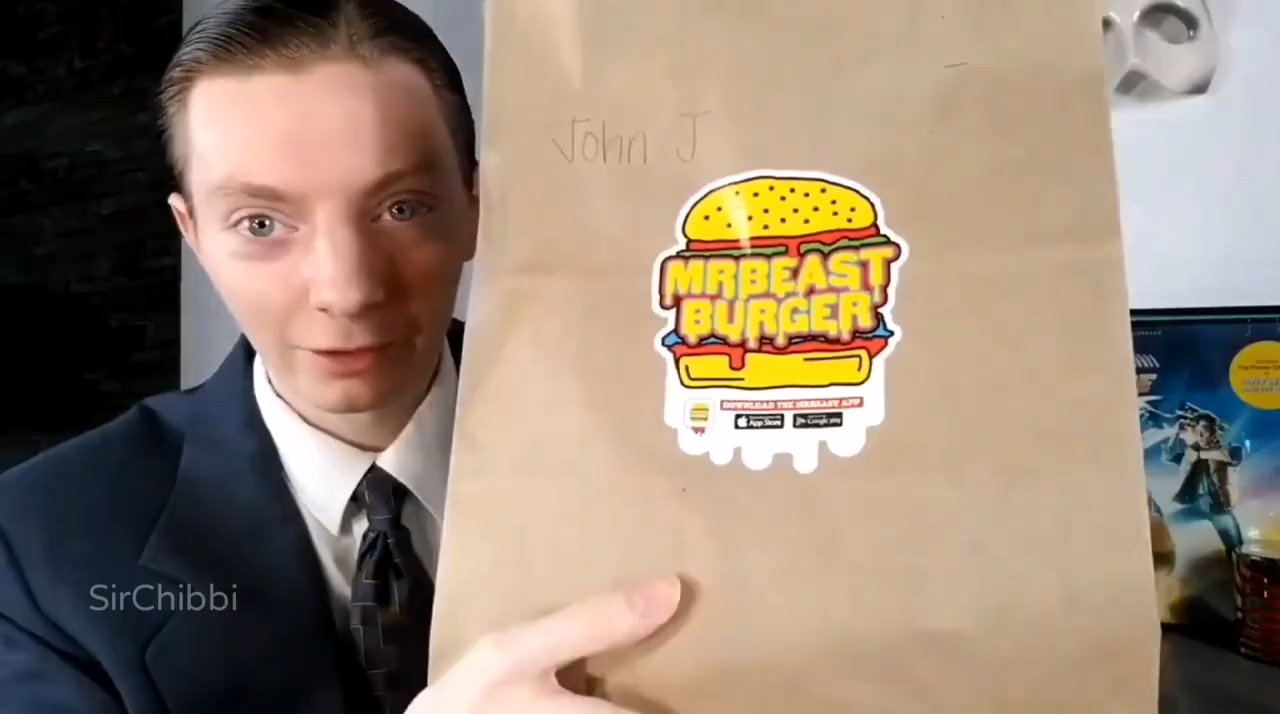 John J
MRBEAST
BURGER
DOWNLOAD THE MRBEAST APP
App Store
Google play
SirChibbi